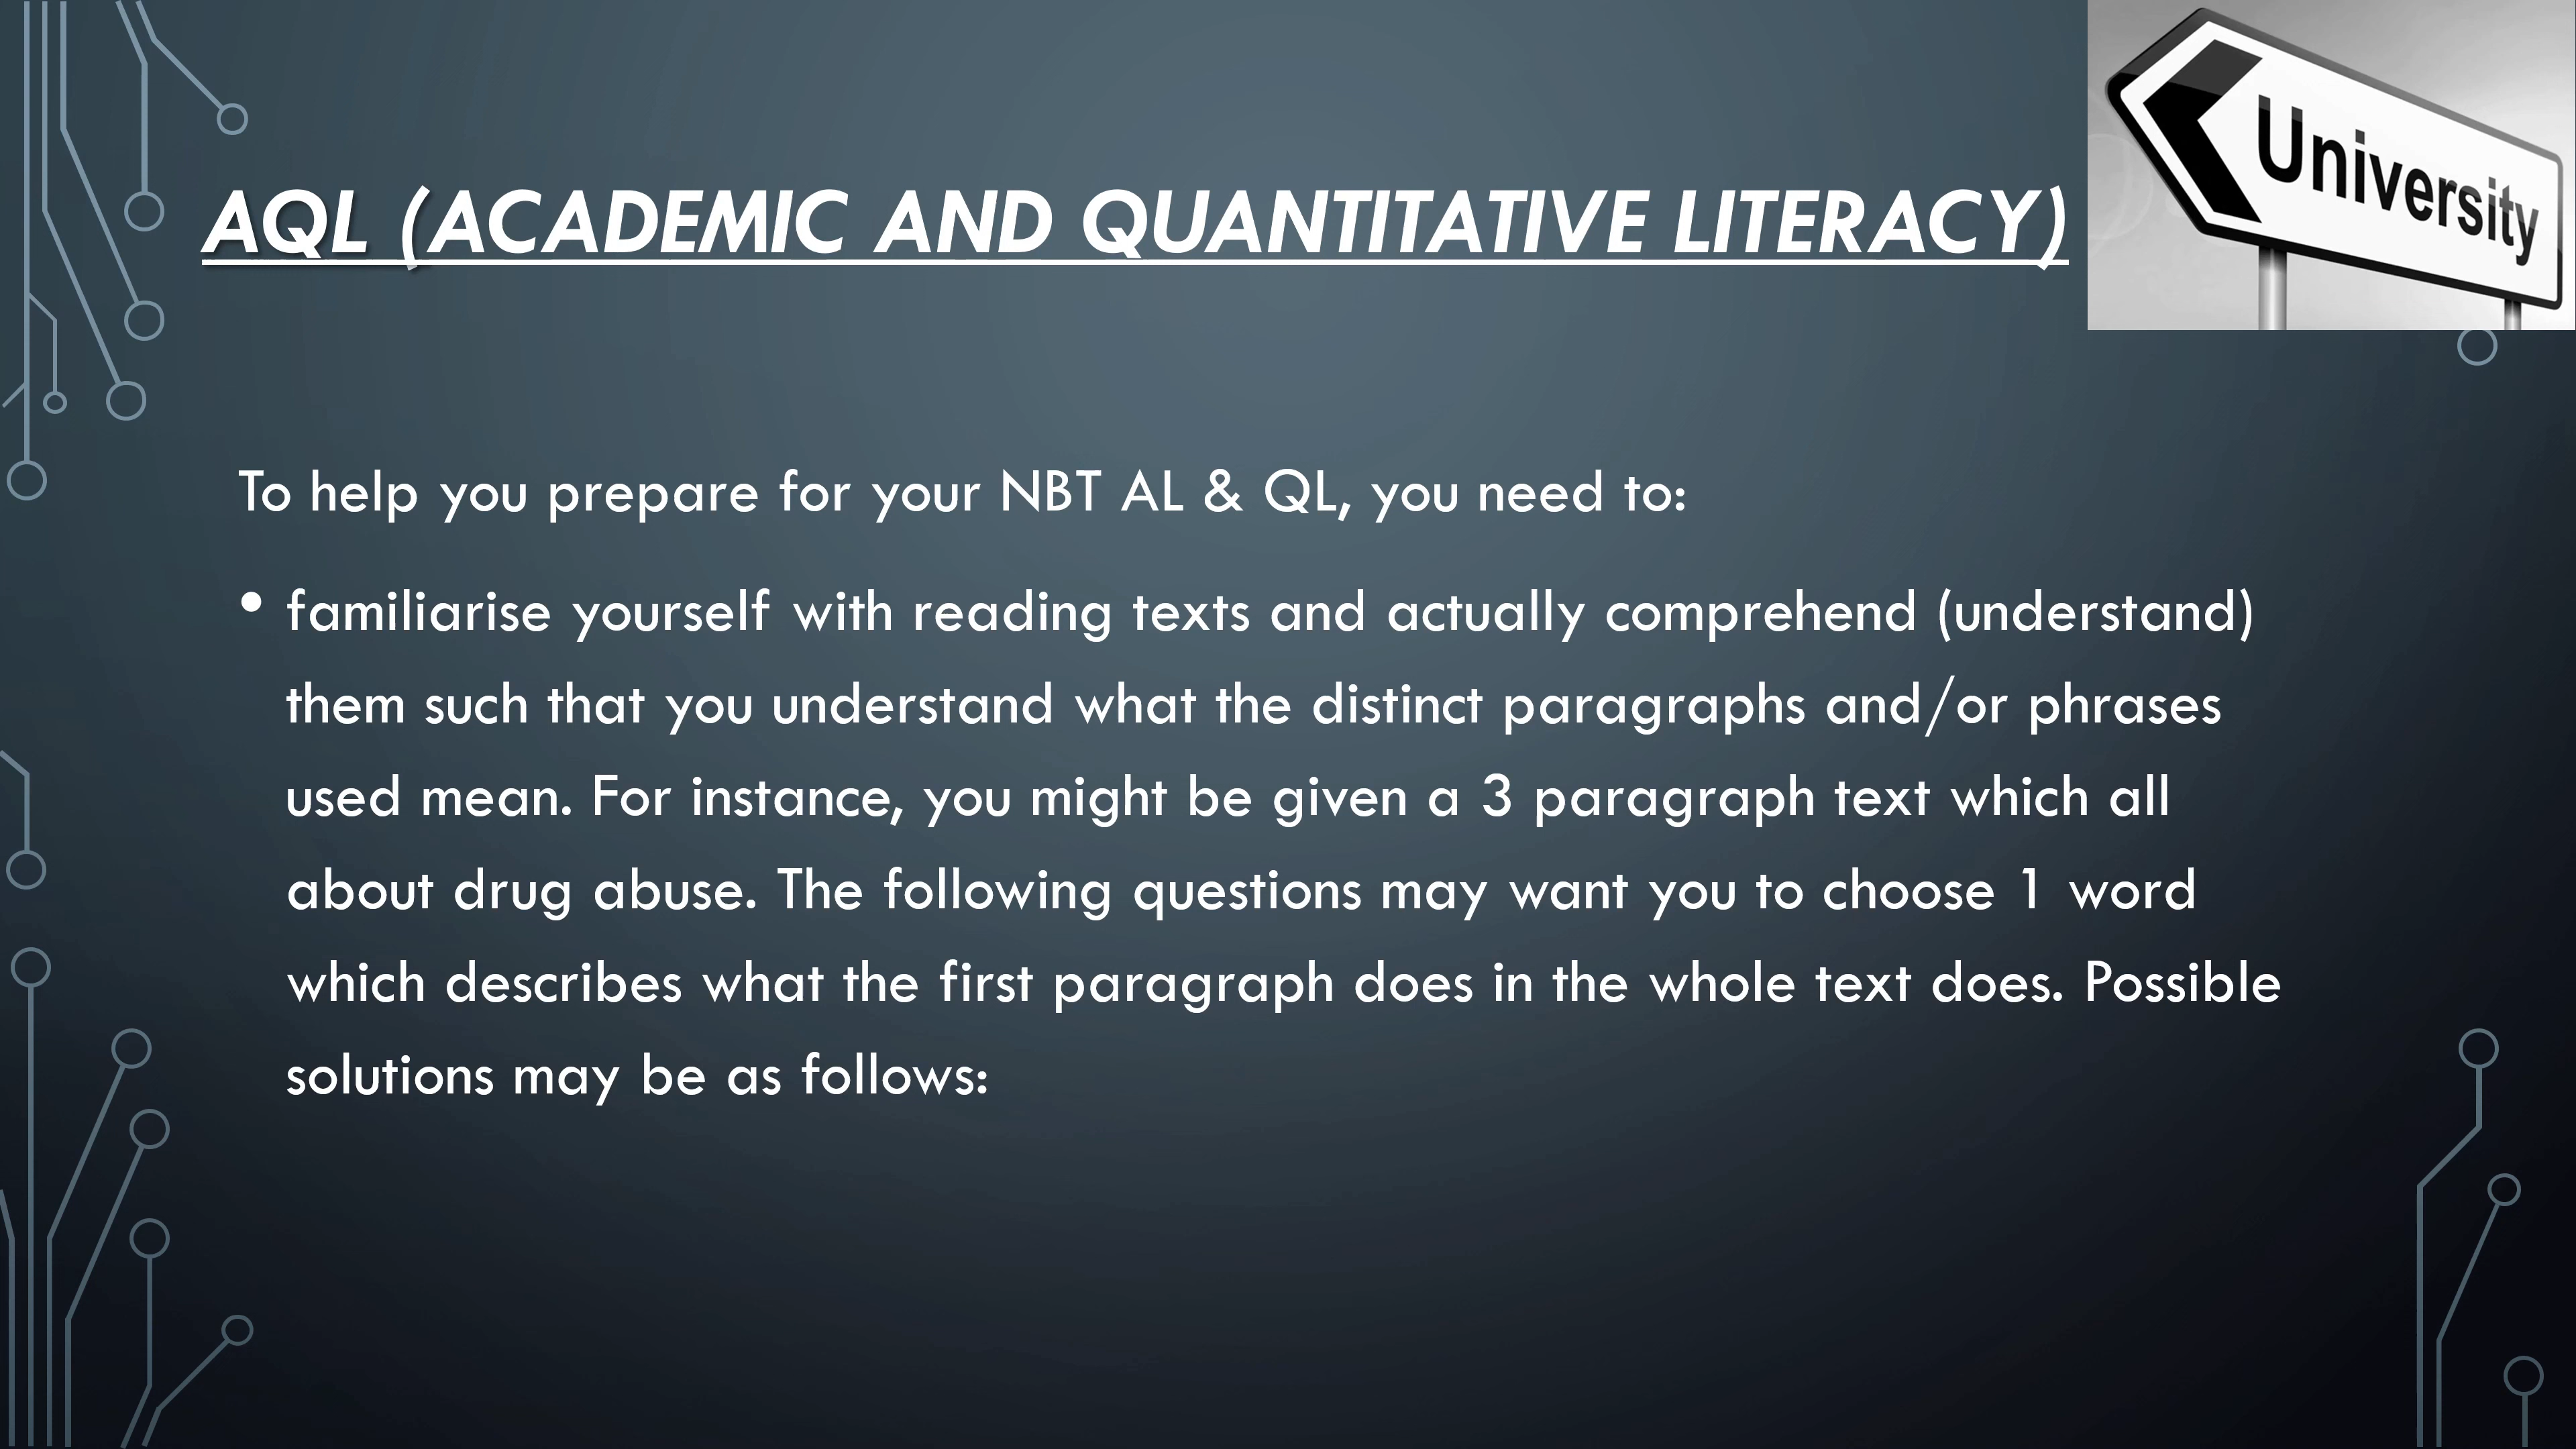 AQL (ACADEMIC AND QUANTITATIVE LITERACY)
University
To help you prepare for your NBT AL & QL, you need to:
• familiarise yourself with reading texts and actually comprehend (understand)
them such that you understand what the distinct paragraphs and/or phrases
used mean. For instance, you might be given a 3 paragraph text which all
about drug abuse. The following questions may want you to choose 1 word
which describes what the first paragraph does in the whole text does. Possible
solutions may be as follows: